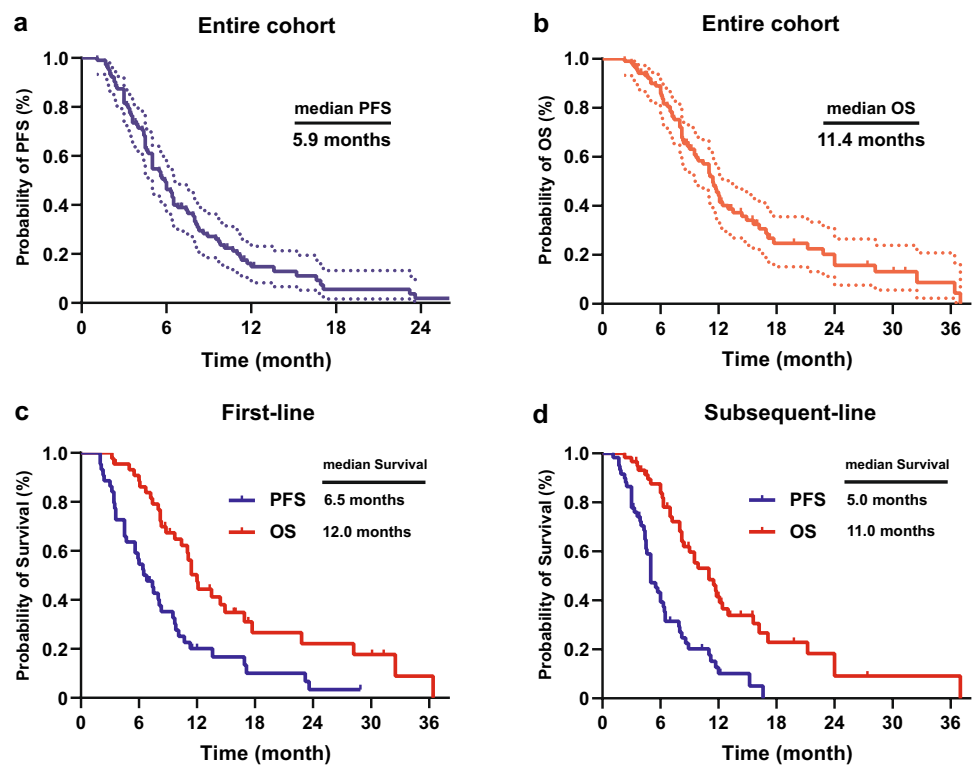 a
Entire cohort
Probability of PFS (%)
1.0
0.8
0.6
0.4
0.2
0
median PFS
5.9 months
0 6 12 18 24
Time (month)
b
Entire cohort
Probability of OS (%)
1.0
0.8
0.6
0.4
0.2
0
median OS
11.4 months
0 6 12 18 24 30 36
Time (month)
c
First-line
Probability of Survival (%)
1.0
0.8
0.6
0.4
0.2
0
median Survival
PFS 6.5 months
OS 12.0 months
0 6 12 18 24 30 36
Time (month)
d
Subsequent-line
Probability of Survival (%)
1.0
0.8
0.6
0.4
0.2
0
median Survival
PFS 5.0 months
OS 11.0 months
0 6 12 18 24 30 36
Time (month)